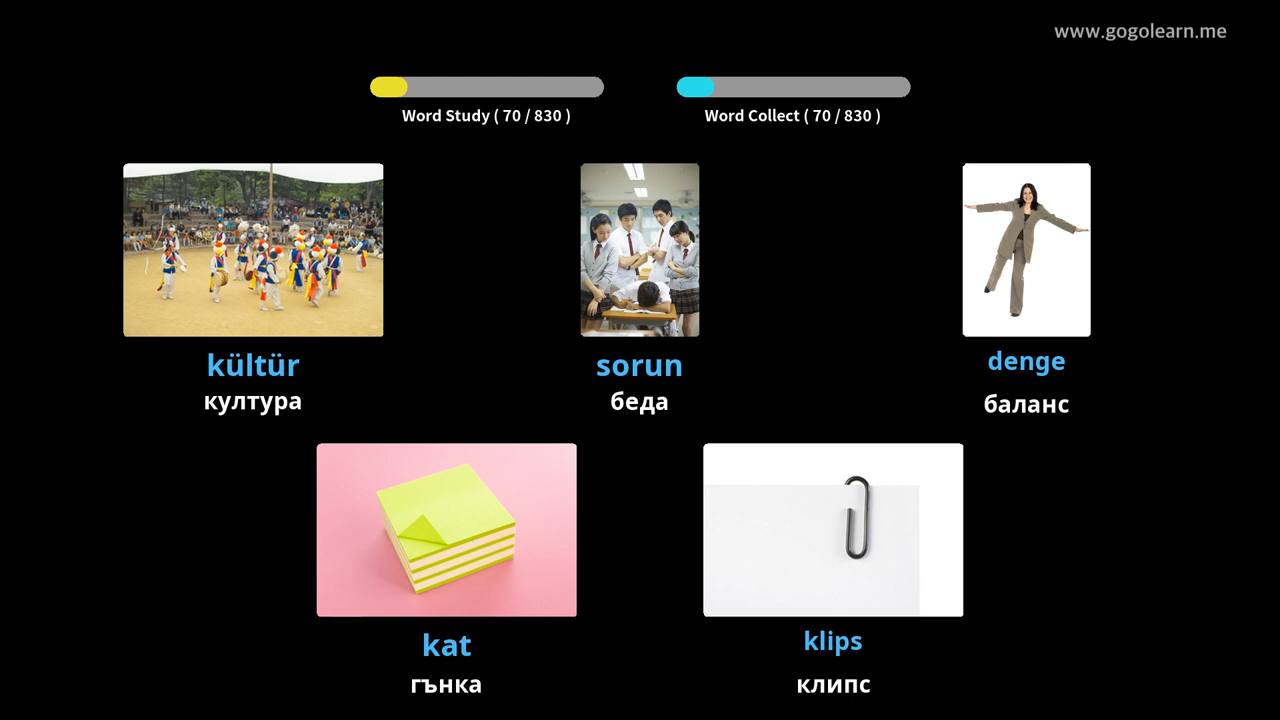 www.gogolearn.me
Word Study ( 70 / 830 )
Word Collect ( 70 / 830 )
kültür
култура
sorun
беда
denge
баланс
kat
гънка
klips
клипс